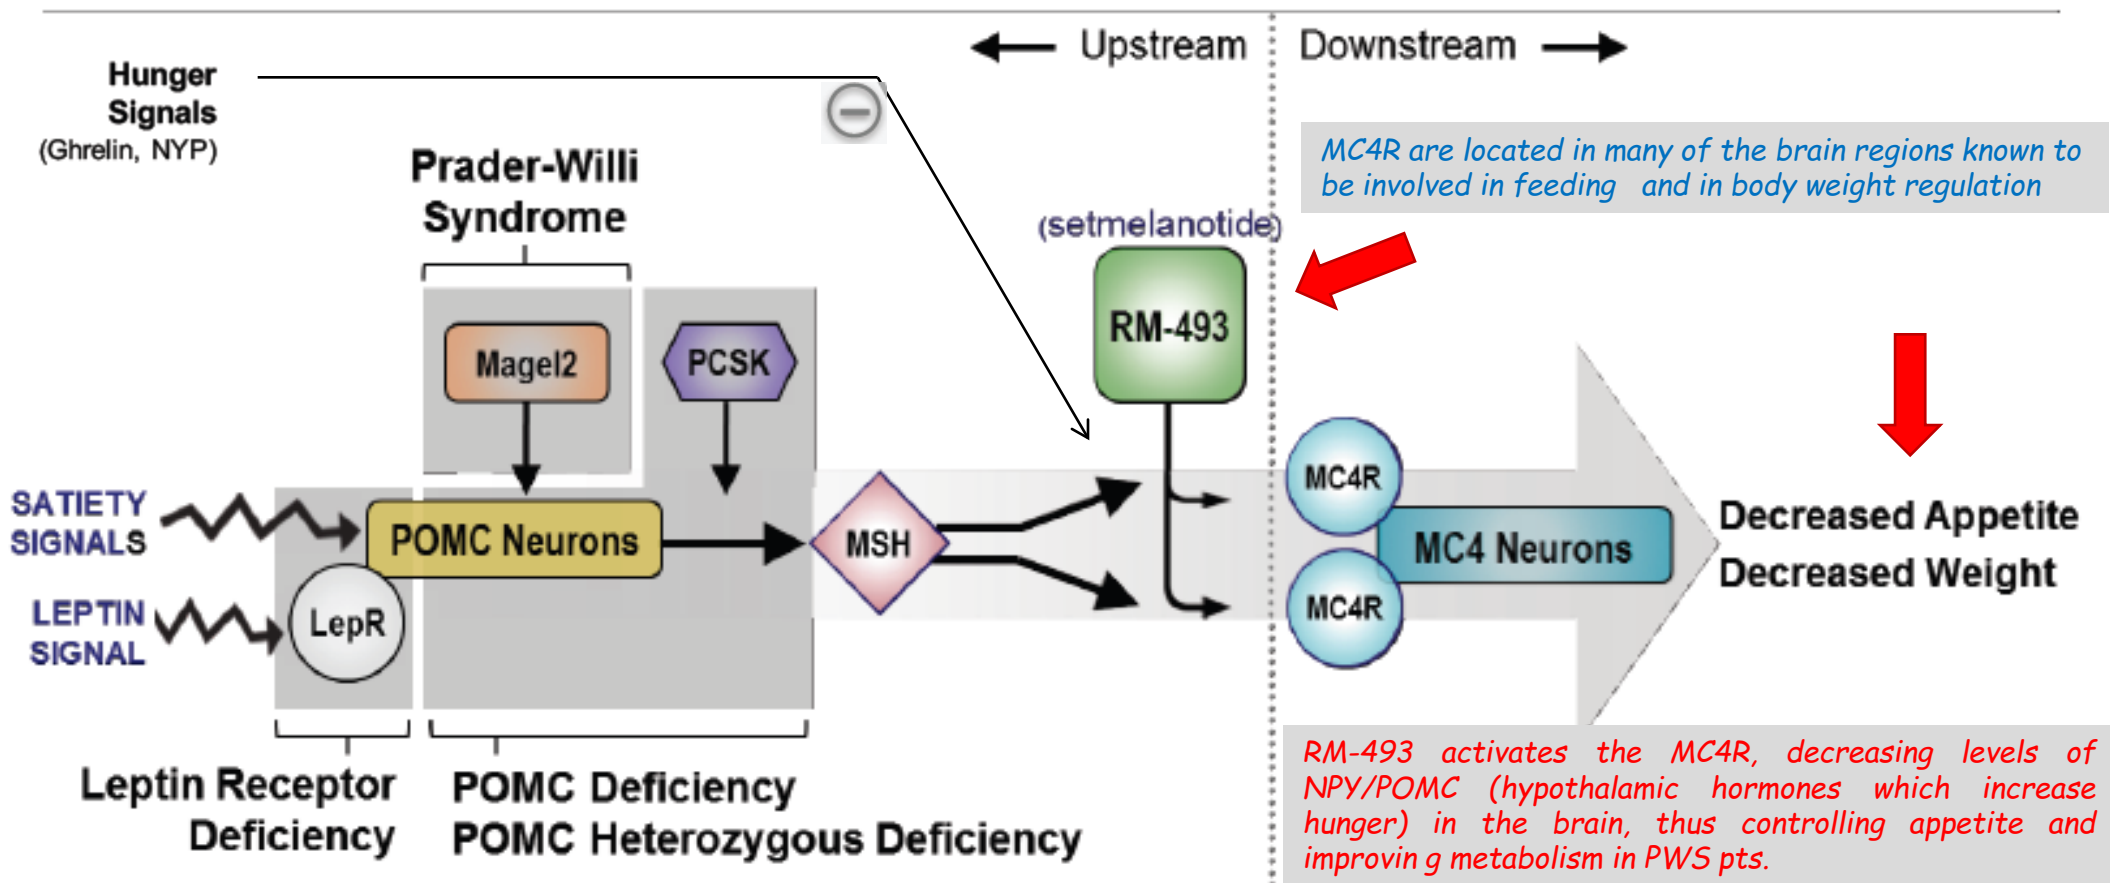 Upstream
Downstream
Hunger
Signals
(Ghrelin, NYP)
MC4R are located in many of the brain regions known to
be involved in feeding and in body weight regulation
Prader-Willi
Syndrome
(setmelanotide)
RM-493
Magel2
PCSK
SATIETY
SIGNALS
POMC Neurons
MSH
MC4R
MC4 Neurons
MC4R
Decreased Appetite
Decreased Weight
LEPTIN
SIGNAL
LepR
Leptin Receptor
Deficiency
POMC Deficiency
POMC Heterozygous Deficiency
RM-493 activates the MC4R, decreasing levels of
NPY/POMC (hypothalamic hormones which increase
hunger) in the brain, thus controlling appetite and
improvin g metabolism in PWS pts.